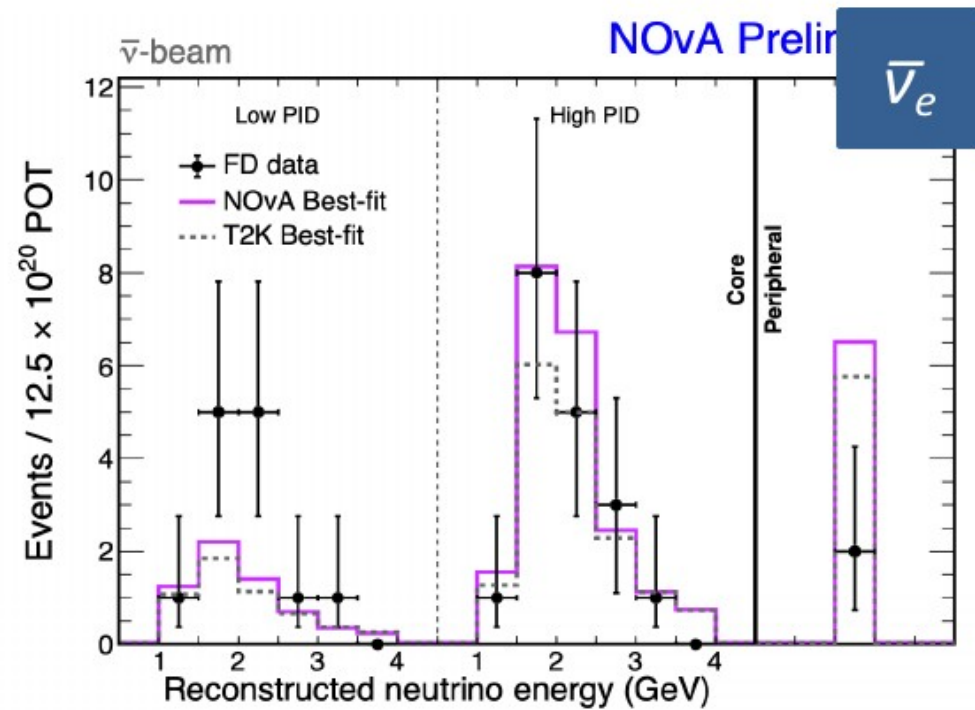 ν̅-beam
NOvA Prelim
ν̅e
Low PID
High PID
FD data
NOvA Best-fit
T2K Best-fit
Core
Peripheral
Events / 12.5 × 10²⁰ POT
12
10
8
6
4
2
0
1 2 3 4 1 2 3 4
Reconstructed neutrino energy (GeV)